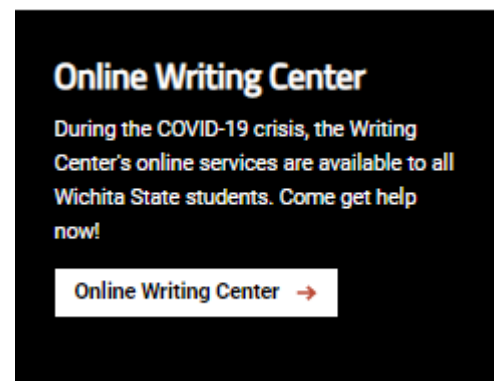 Online Writing Center
During the COVID-19 crisis, the Writing
Center's online services are available to all
Wichita State students. Come get help
now!
Online Writing Center →